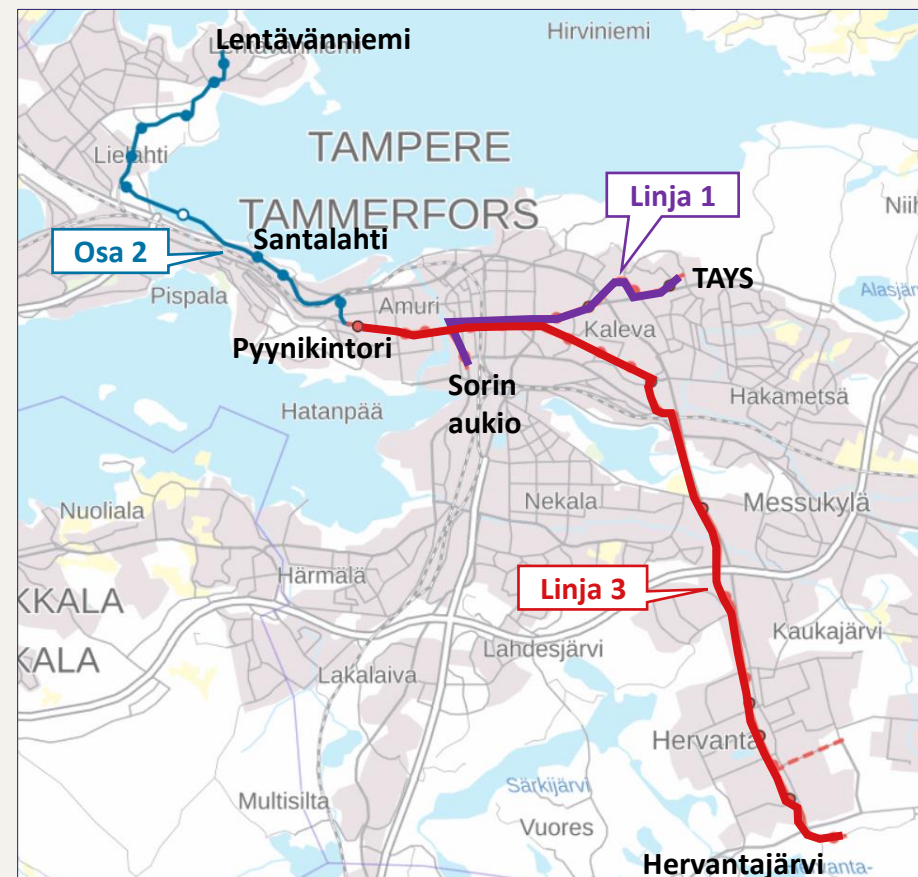 Lentävänniemi
Hirviniemi
TAMPERE
Lielahti
TAMMERFORS
Linja 1
Niih
Santalahti
Osa 2
TAYS
Pispala
Amuri
Alasjär
Kaleva
Pyynikintori
Sorin
aukio
Hatanpää
Hakametsä
Nekala
Messukylä
Nuoliala
Härmälä
Linja 3
KKALA
KALA
Kaukajärvi
Lahdesjärvi
Lakalaiva
Hervanta
Särkijärvi
Multisilta
Vuores
Hervantajärvi
vanta-